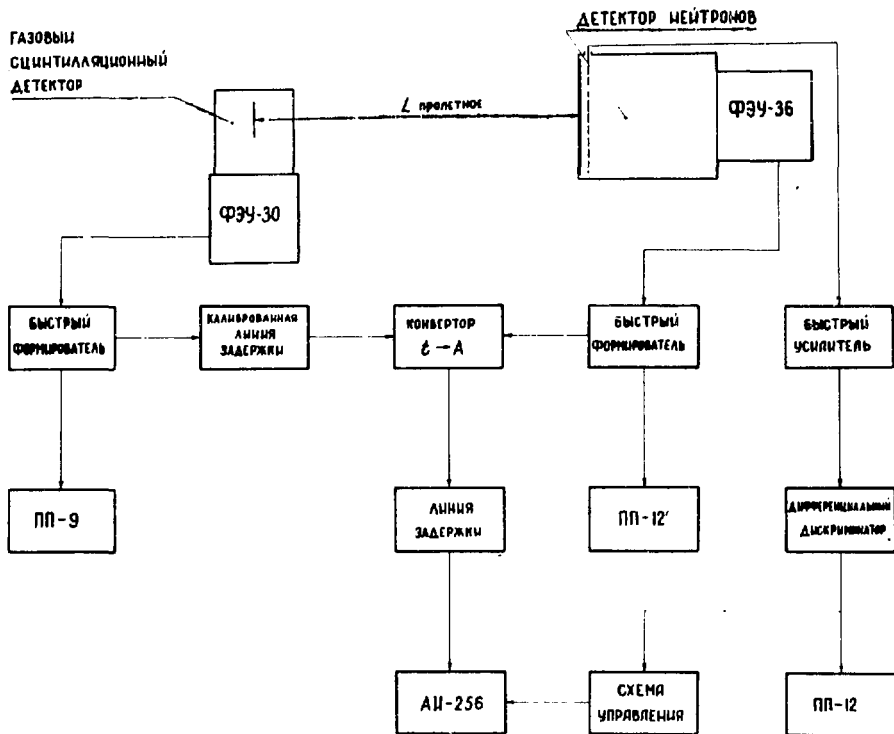 ГАЗОВЫЙ
СЦИНТИЛЛЯЦИОННЫЙ
ДЕТЕКТОР
ДЕТЕКТОР НЕЙТРОНОВ
L пролетное
ФЭУ-36
ФЭУ-30
БЫСТРЫЙ
ФОРМИРОВАТЕЛЬ
КАЛИБРОВАННАЯ
ЛИНИЯ
ЗАДЕРЖКИ
КОНВЕРТОР
t → A
БЫСТРЫЙ
ФОРМИРОВАТЕЛЬ
БЫСТРЫЙ
УСИЛИТЕЛЬ
ПП-9
ЛИНИЯ
ЗАДЕРЖКИ
ПП-12'
ДИФФЕРЕНЦИАЛЬНЫЙ
ДИСКРИМИНАТОР
АИ-256
СХЕМА
УПРАВЛЕНИЯ
ПП-12